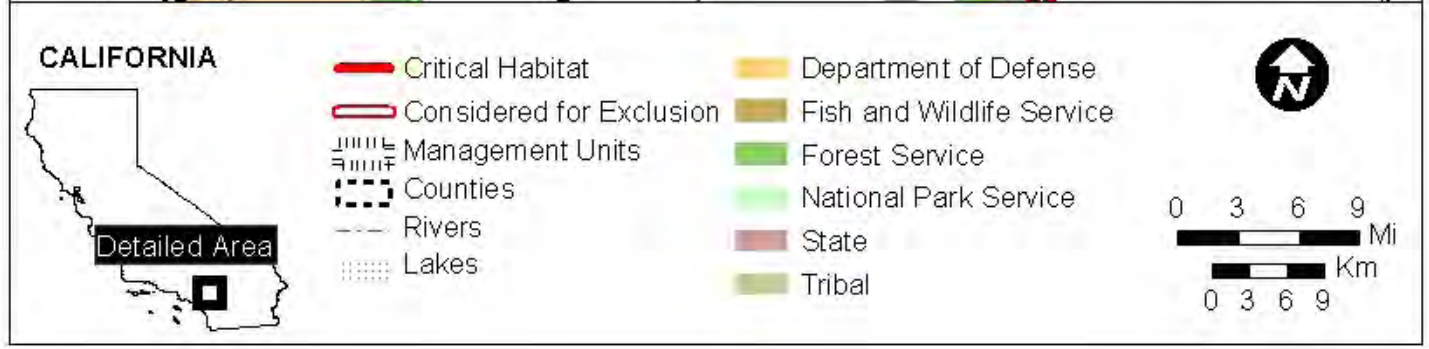 CALIFORNIA
Detailed Area
Critical Habitat
Considered for Exclusion
Management Units
Counties
Rivers
Lakes
Department of Defense
Fish and Wildlife Service
Forest Service
National Park Service
State
Tribal
N
0 3 6 9
Mi
Km
0 3 6 9